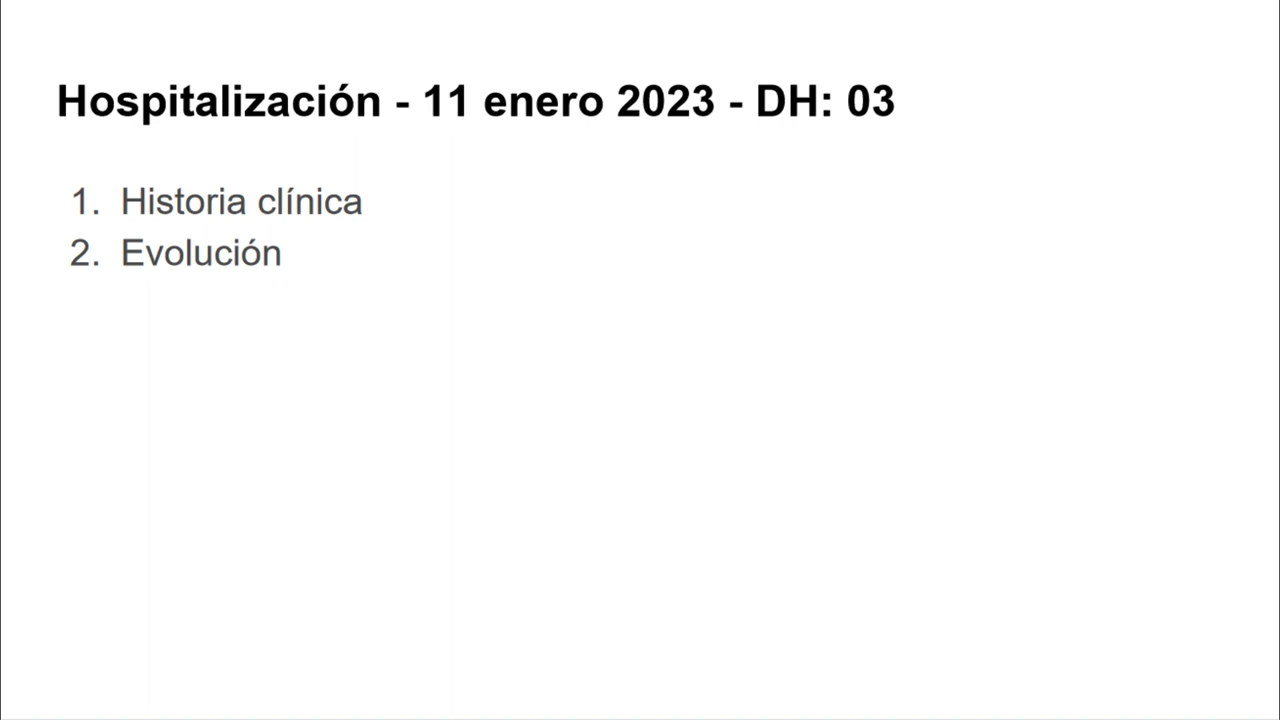 Hospitalización - 11 enero 2023 - DH: 03
1. Historia clínica
2. Evolución